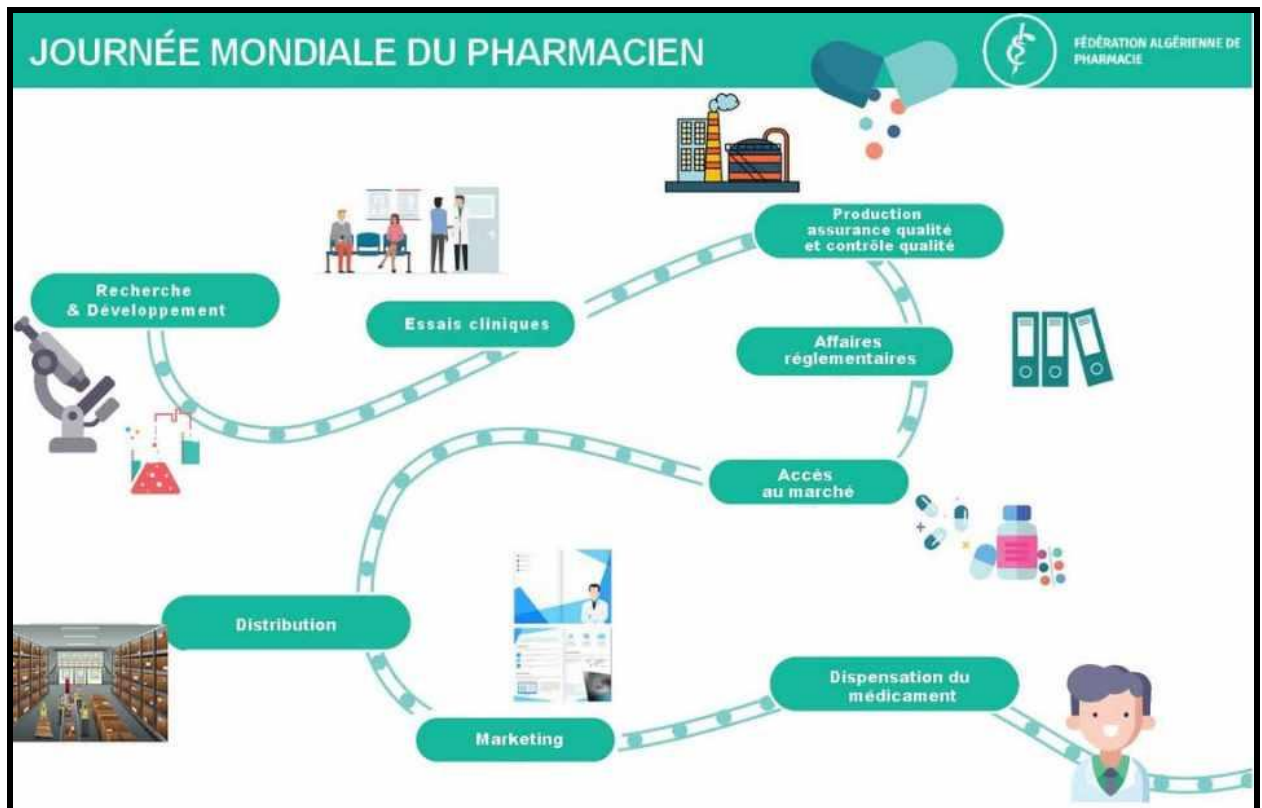 JOURNÉE MONDIALE DU PHARMACIEN
FÉDÉRATION ALGÉRIENNE DE
PHARMACIE
Production
assurance qualité
et contrôle qualité
Recherche
& Développement
Essais cliniques
Affaires
réglementaires
Accès
au marché
Distribution
Dispensation du
médicament
Marketing